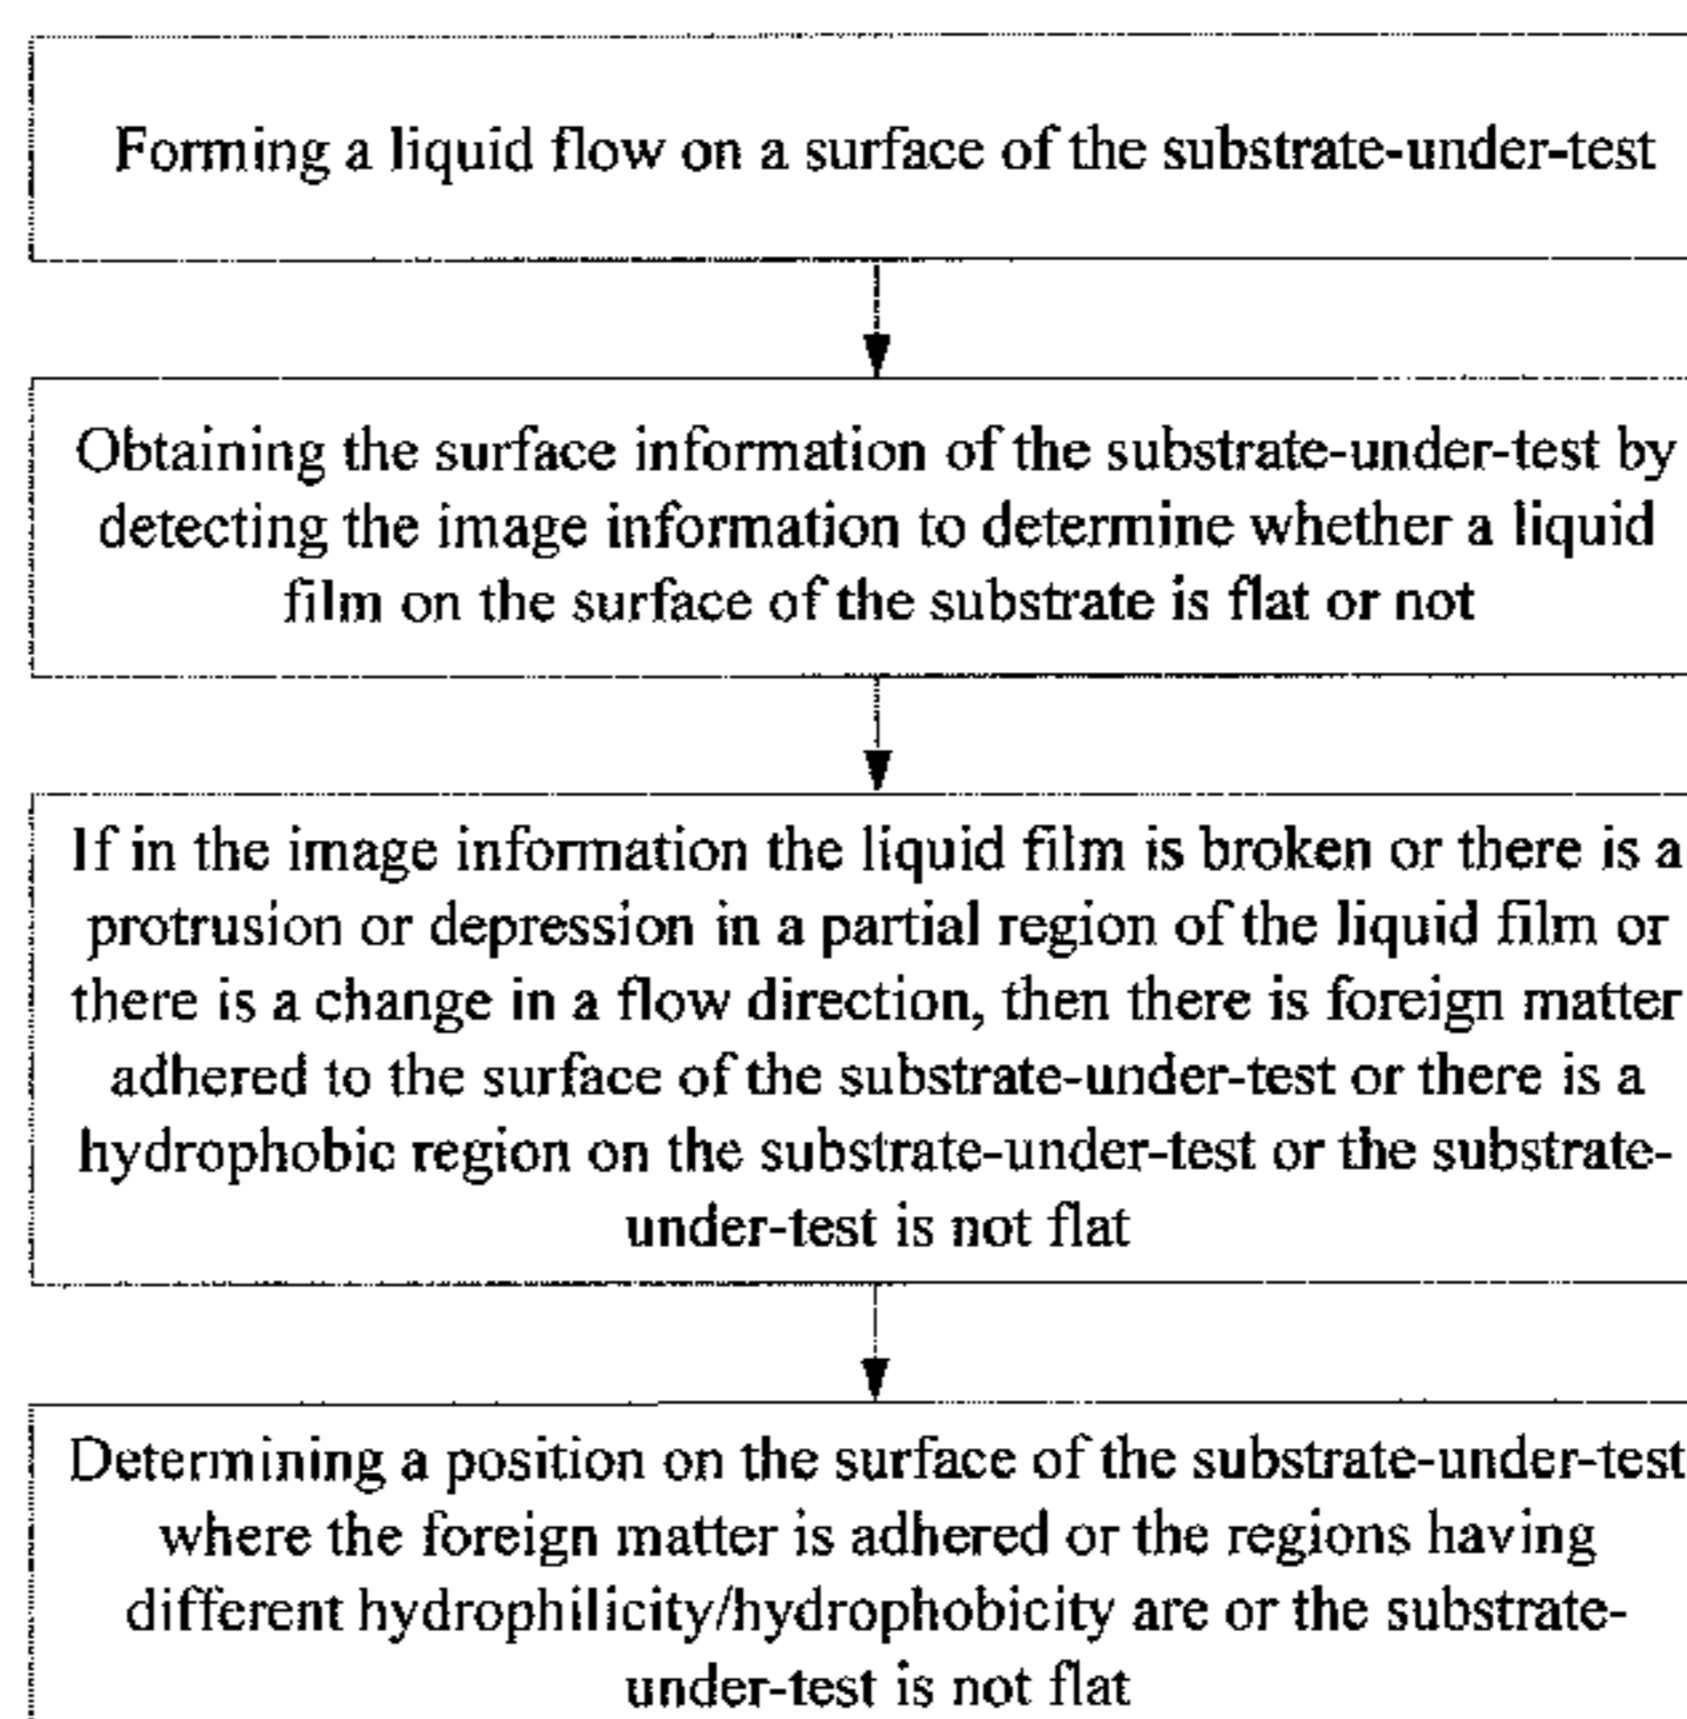 Forming a liquid flow on a surface of the substrate-under-test
Obtaining the surface information of the substrate-under-test by
detecting the image information to determine whether a liquid
film on the surface of the substrate is flat or not
If in the image information the liquid film is broken or there is a
protrusion or depression in a partial region of the liquid film or
there is a change in a flow direction, then there is foreign matter
adhered to the surface of the substrate-under-test or there is a
hydrophobic region on the substrate-under-test or the substrate-
under-test is not flat
Determining a position on the surface of the substrate-under-test
where the foreign matter is adhered or the regions having
different hydrophilicity/hydrophobicity are or the substrate-
under-test is not flat